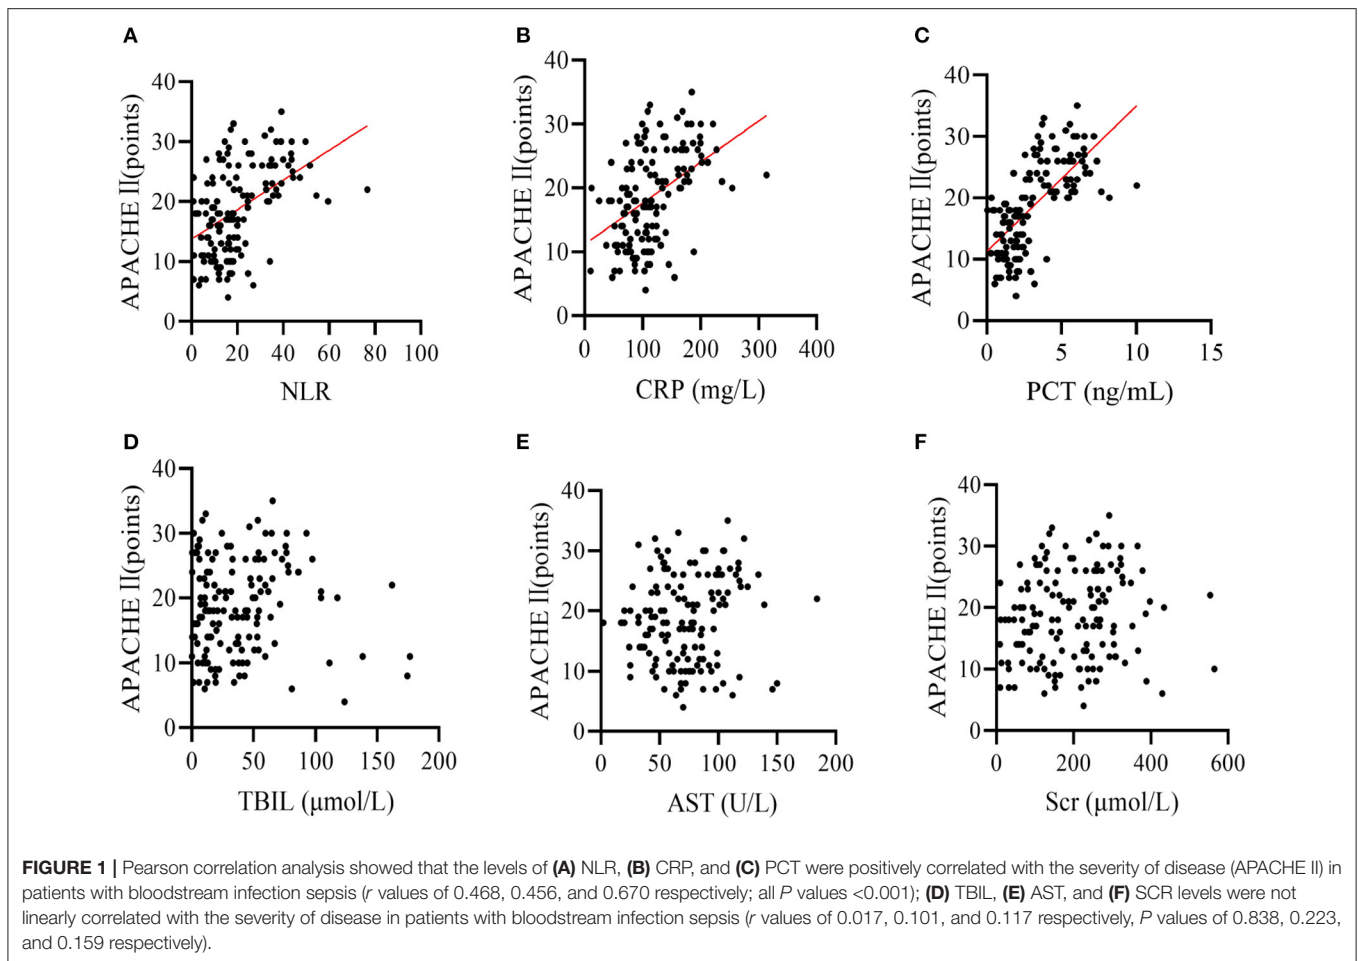 A
APACHE II(points)
40
30
20
10
0
0 20 40 60 80 100
NLR
B
APACHE II(points)
40
30
20
10
0
0 100 200 300 400
CRP (mg/L)
C
APACHE II(points)
40
30
20
10
0
0 5 10 15
PCT (ng/mL)
D
APACHE II(points)
40
30
20
10
0
0 50 100 150 200
TBIL (μmol/L)
E
APACHE II(points)
40
30
20
10
0
0 50 100 150 200
AST (U/L)
F
APACHE II(points)
40
30
20
10
0
0 200 400 600
Scr (μmol/L)
FIGURE 1 | Pearson correlation analysis showed that the levels of (A) NLR, (B) CRP, and (C) PCT were positively correlated with the severity of disease (APACHE II) in
patients with bloodstream infection sepsis (r values of 0.468, 0.456, and 0.670 respectively; all P values <0.001); (D) TBIL, (E) AST, and (F) SCR levels were not
linearly correlated with the severity of disease in patients with bloodstream infection sepsis (r values of 0.017, 0.101, and 0.117 respectively, P values of 0.838, 0.223,
and 0.159 respectively).